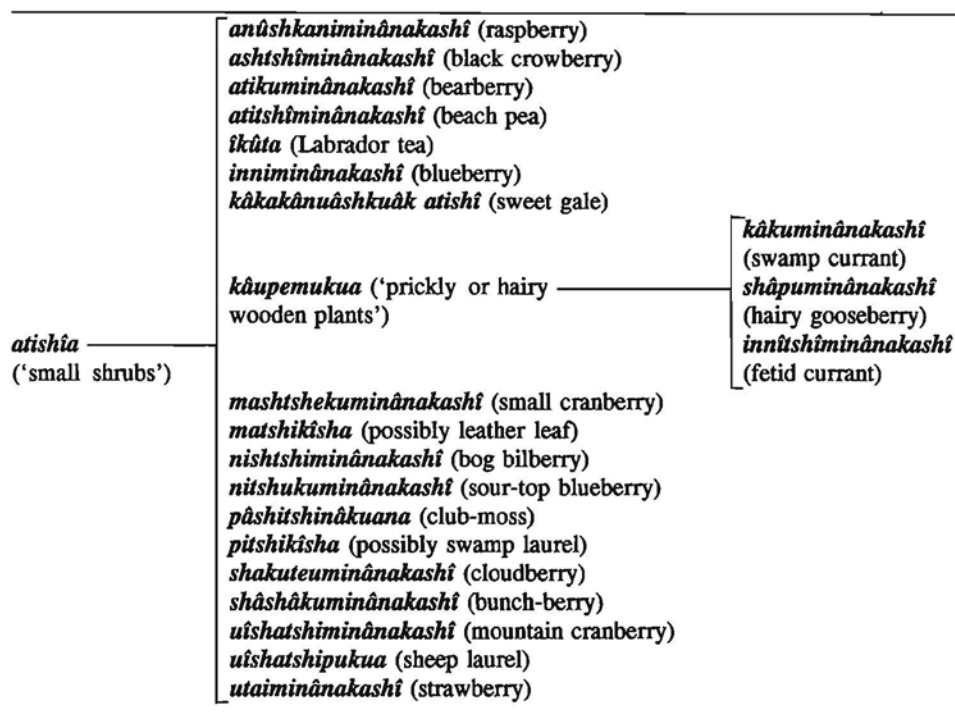 anûshkaniminânakashî (raspberry)
ashtshîminânakashî (black crowberry)
atikuminânakashî (bearberry)
atitshîminânakashî (beach pea)
îkûta (Labrador tea)
inniminânakashî (blueberry)
kâkakânuâshkuâk atishî (sweet gale)
kâupemukua (‘prickly or hairy
wooden plants’)
kâkuminânakashî
(swamp currant)
shâpuminânakashî
(hairy gooseberry)
innîtshîminânakashî
(fetid currant)
atishîa
(‘small shrubs’)
mashtshekuminânakashî (small cranberry)
matshikîsha (possibly leather leaf)
nishtshiminânakashî (bog bilberry)
nitshukuminânakashî (sour-top blueberry)
pâshitshinâkuana (club-moss)
pitshikîsha (possibly swamp laurel)
shakuteuminânakashî (cloudberry)
shâshâkuminânakashî (bunch-berry)
uîshatshiminânakashî (mountain cranberry)
uîshatshipukua (sheep laurel)
utaiminânakashî (strawberry)